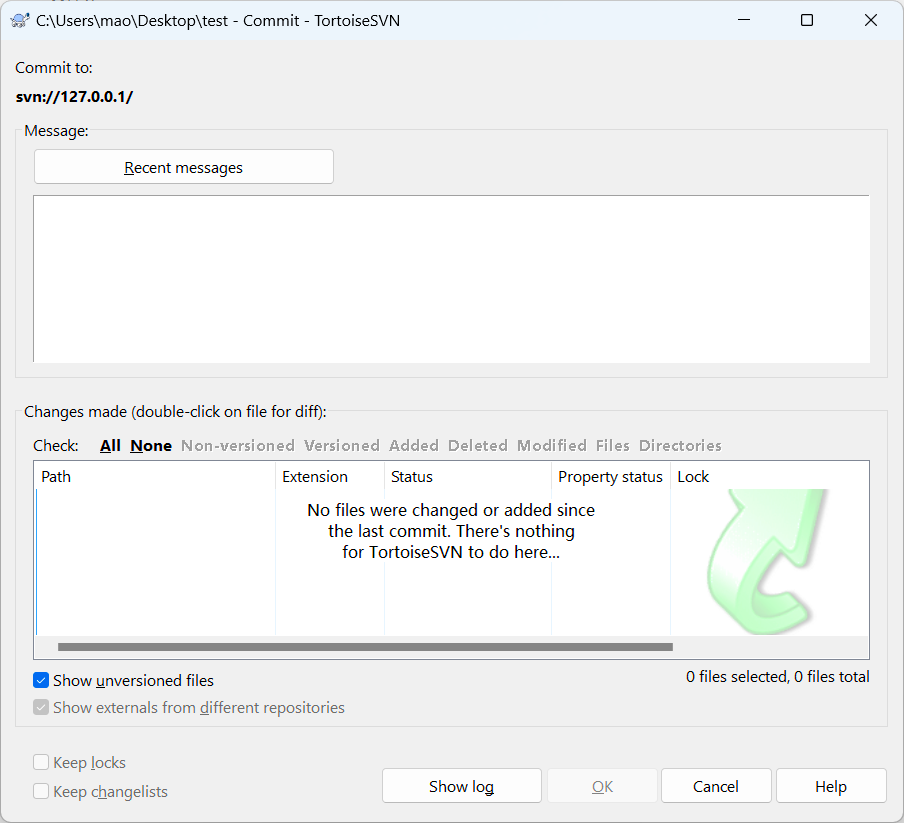 C:\Users\mao\Desktop\test - Commit - TortoiseSVN
Commit to:
svn://127.0.0.1/
Message:
Recent messages
Changes made (double-click on file for diff):
Check: All None Non-versioned Versioned Added Deleted Modified Files Directories
Path Extension Status Property status Lock
No files were changed or added since
the last commit. There's nothing
for TortoiseSVN to do here...
Show unversioned files
0 files selected, 0 files total
Show externals from different repositories
Keep locks
Keep changelists
Show log OK Cancel Help